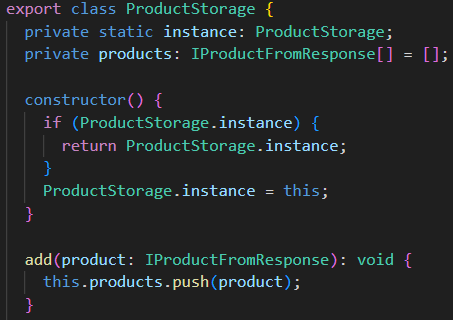 export class ProductStorage {
  private static instance: ProductStorage;
  private products: IProductFromResponse[] = [];

  constructor() {
    if (ProductStorage.instance) {
      return ProductStorage.instance;
    }
    ProductStorage.instance = this;
  }

  add(product: IProductFromResponse): void {
    this.products.push(product);
  }